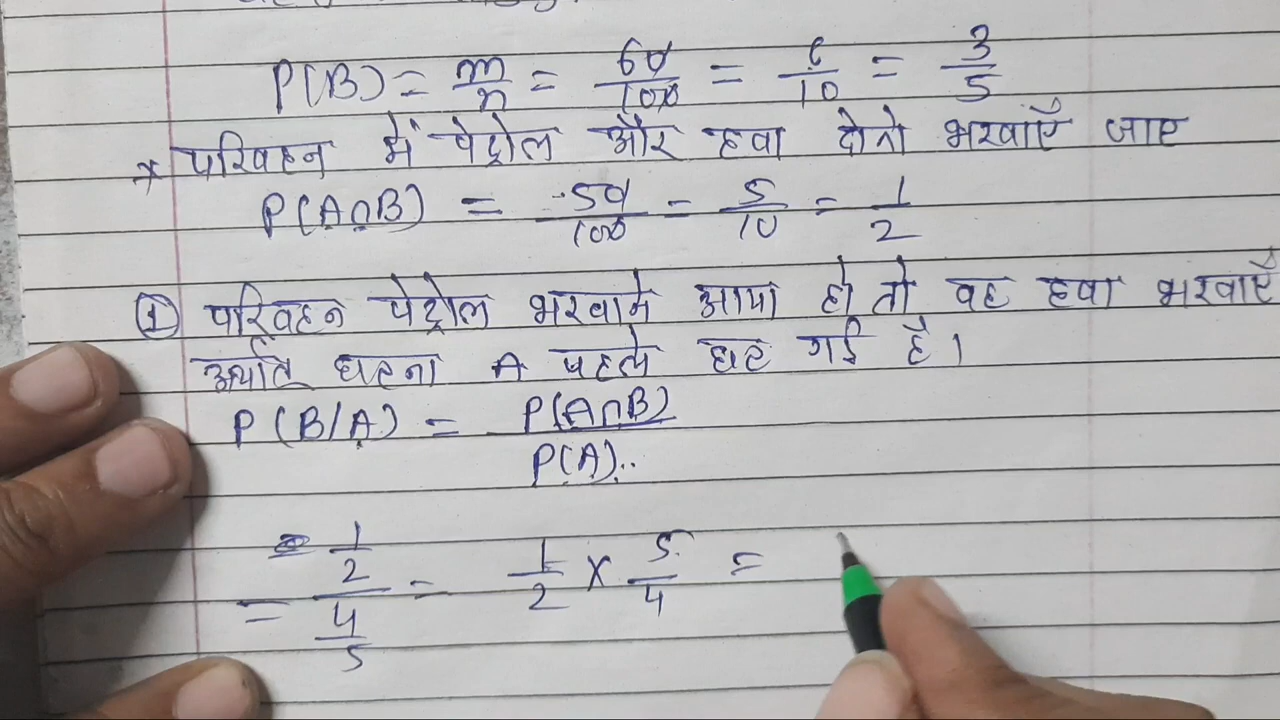 P(B) = m/n = 60/100 = 6/10 = 3/5
* परिवहन में पेट्रोल और हवा दोनो भरवाएँ जाए
P(A∩B) = 50/100 = 5/10 = 1/2
① परिवहन पेट्रोल भरवाने आया हो तो वह हवा भरवाएँ
अर्थात् घटना A पहले घट गई है।
P(B/A) = P(A∩B)/P(A)
= 1/2 / 4/5 = 1/2 × 5/4 =